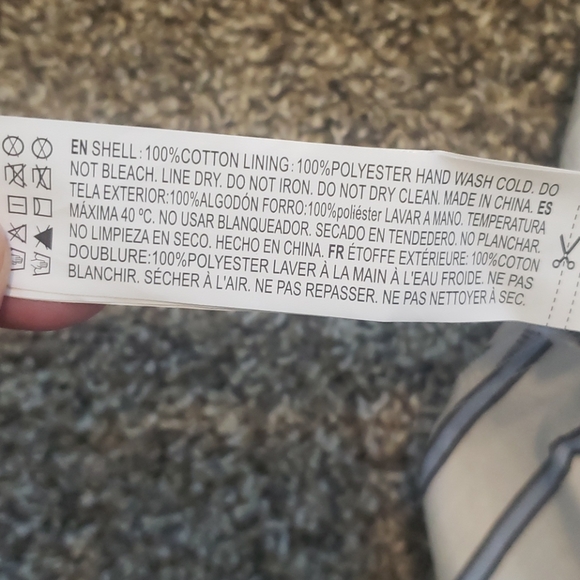 EN SHELL: 100%COTTON LINING: 100%POLYESTER HAND WASH COLD. DO
NOT BLEACH. LINE DRY. DO NOT IRON. DO NOT DRY CLEAN. MADE IN CHINA. ES
TELA EXTERIOR:100%ALGODÓN FORRO:100%poliéster LAVAR A MANO. TEMPERATURA
MÁXIMA 40 ºC. NO USAR BLANQUEADOR. SECADO EN TENDEDERO. NO PLANCHAR.
NO LIMPIEZA EN SECO. HECHO EN CHINA. FR ÉTOFFE EXTÉRIEURE: 100%COTON
DOUBLURE:100%POLYESTER LAVER À LA MAIN À L'EAU FROIDE. NE PAS
BLANCHIR. SÉCHER À L'AIR. NE PAS REPASSER. NE PAS NETTOYER À SEC.